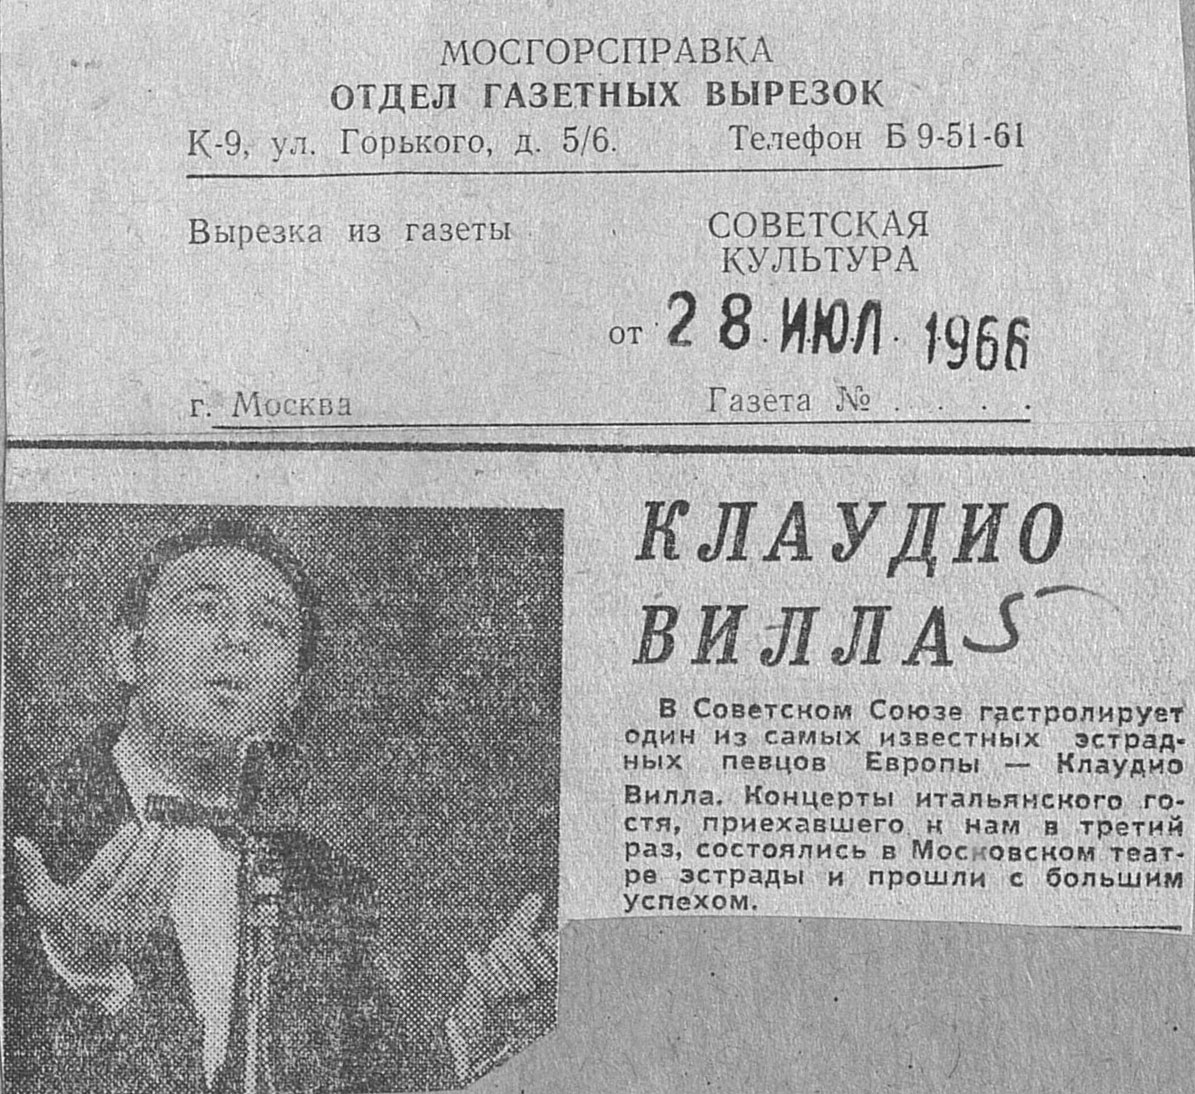 МОСГОРСПРАВКА
ОТДЕЛ ГАЗЕТНЫХ ВЫРЕЗОК
К-9, ул. Горького, д. 5/6. Телефон Б 9-51-61
Вырезка из газеты СОВЕТСКАЯ
КУЛЬТУРА
от 28 ИЮЛ. 1966
г. Москва Газета № . . . .
КЛАУДИО
ВИЛЛА
В Советском Союзе гастролирует
один из самых известных эстрад-
ных певцов Европы — Клаудио
Вилла. Концерты итальянского го-
стя, приехавшего к нам в третий
раз, состоялись в Московском теат-
ре эстрады и прошли с большим
успехом.